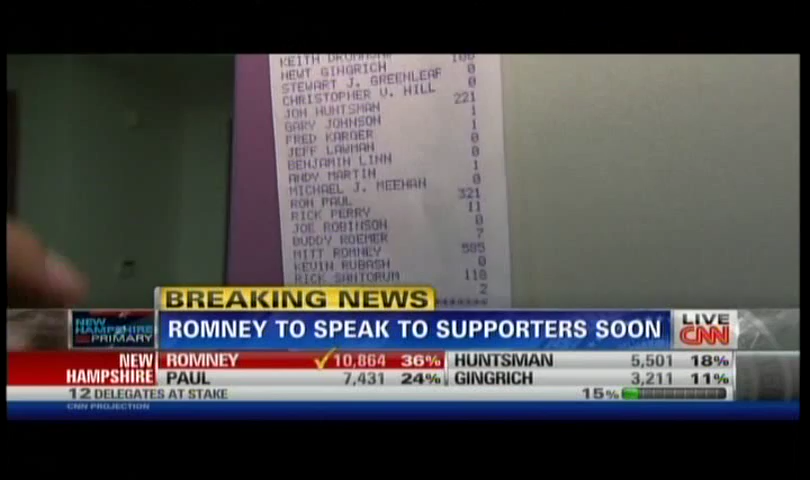 NEWT GINGRICH
STEWART J. GREENLEAF 0
CHRISTOPHER V. HILL 0
JON HUNTSMAN 221
GARY JOHNSON 1
FRED KARGER 1
JEFF LAWMAN 0
BENJAMIN LINN 0
ANDY MARTIN 1
MICHAEL J. MEEHAN 0
RON PAUL 321
RICK PERRY 11
JOE ROBINSON 0
BUDDY ROEMER 7
MITT ROMNEY 585
KEVIN RUBASH 0
RICK SANTORUM 118
2
BREAKING NEWS
NEW HAMPSHIRE PRIMARY
ROMNEY TO SPEAK TO SUPPORTERS SOON
LIVE
CNN
NEW HAMPSHIRE
ROMNEY 10,864 36% HUNTSMAN 5,501 18%
PAUL 7,431 24% GINGRICH 3,211 11%
12 DELEGATES AT STAKE 15%
CNN PROJECTION